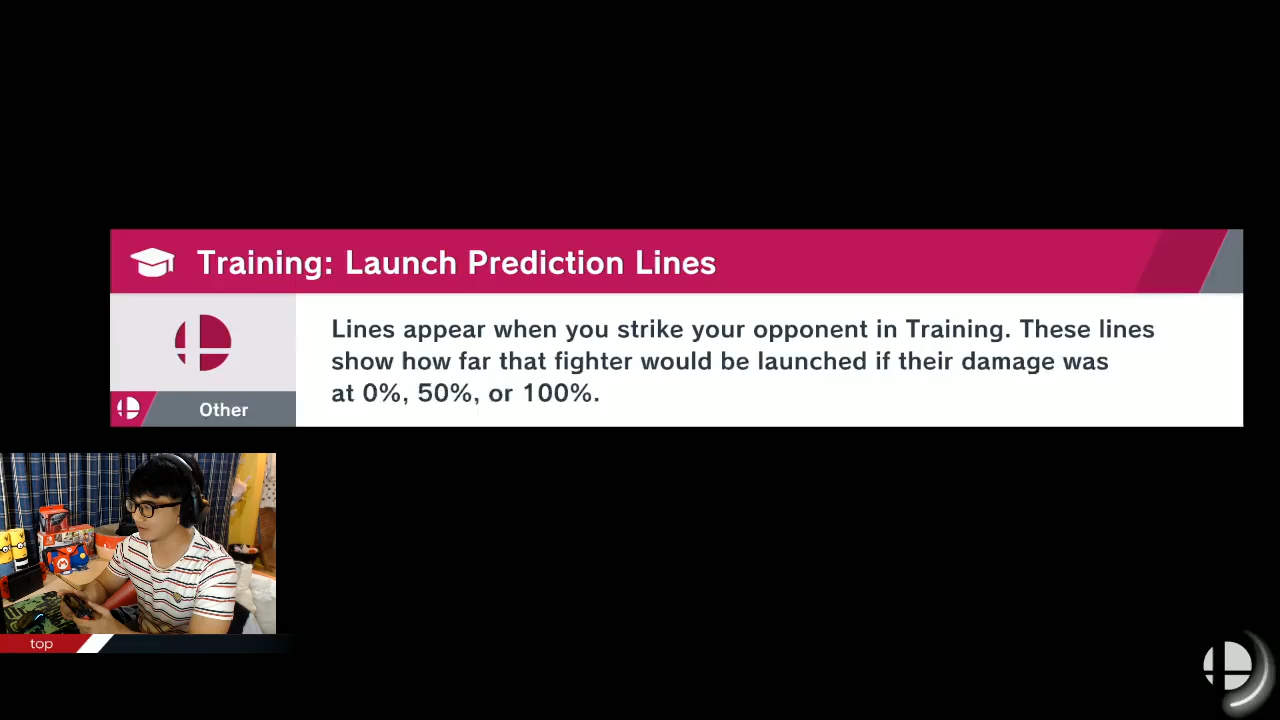 Training: Launch Prediction Lines
Lines appear when you strike your opponent in Training. These lines
show how far that fighter would be launched if their damage was
at 0%, 50%, or 100%.
Other
top